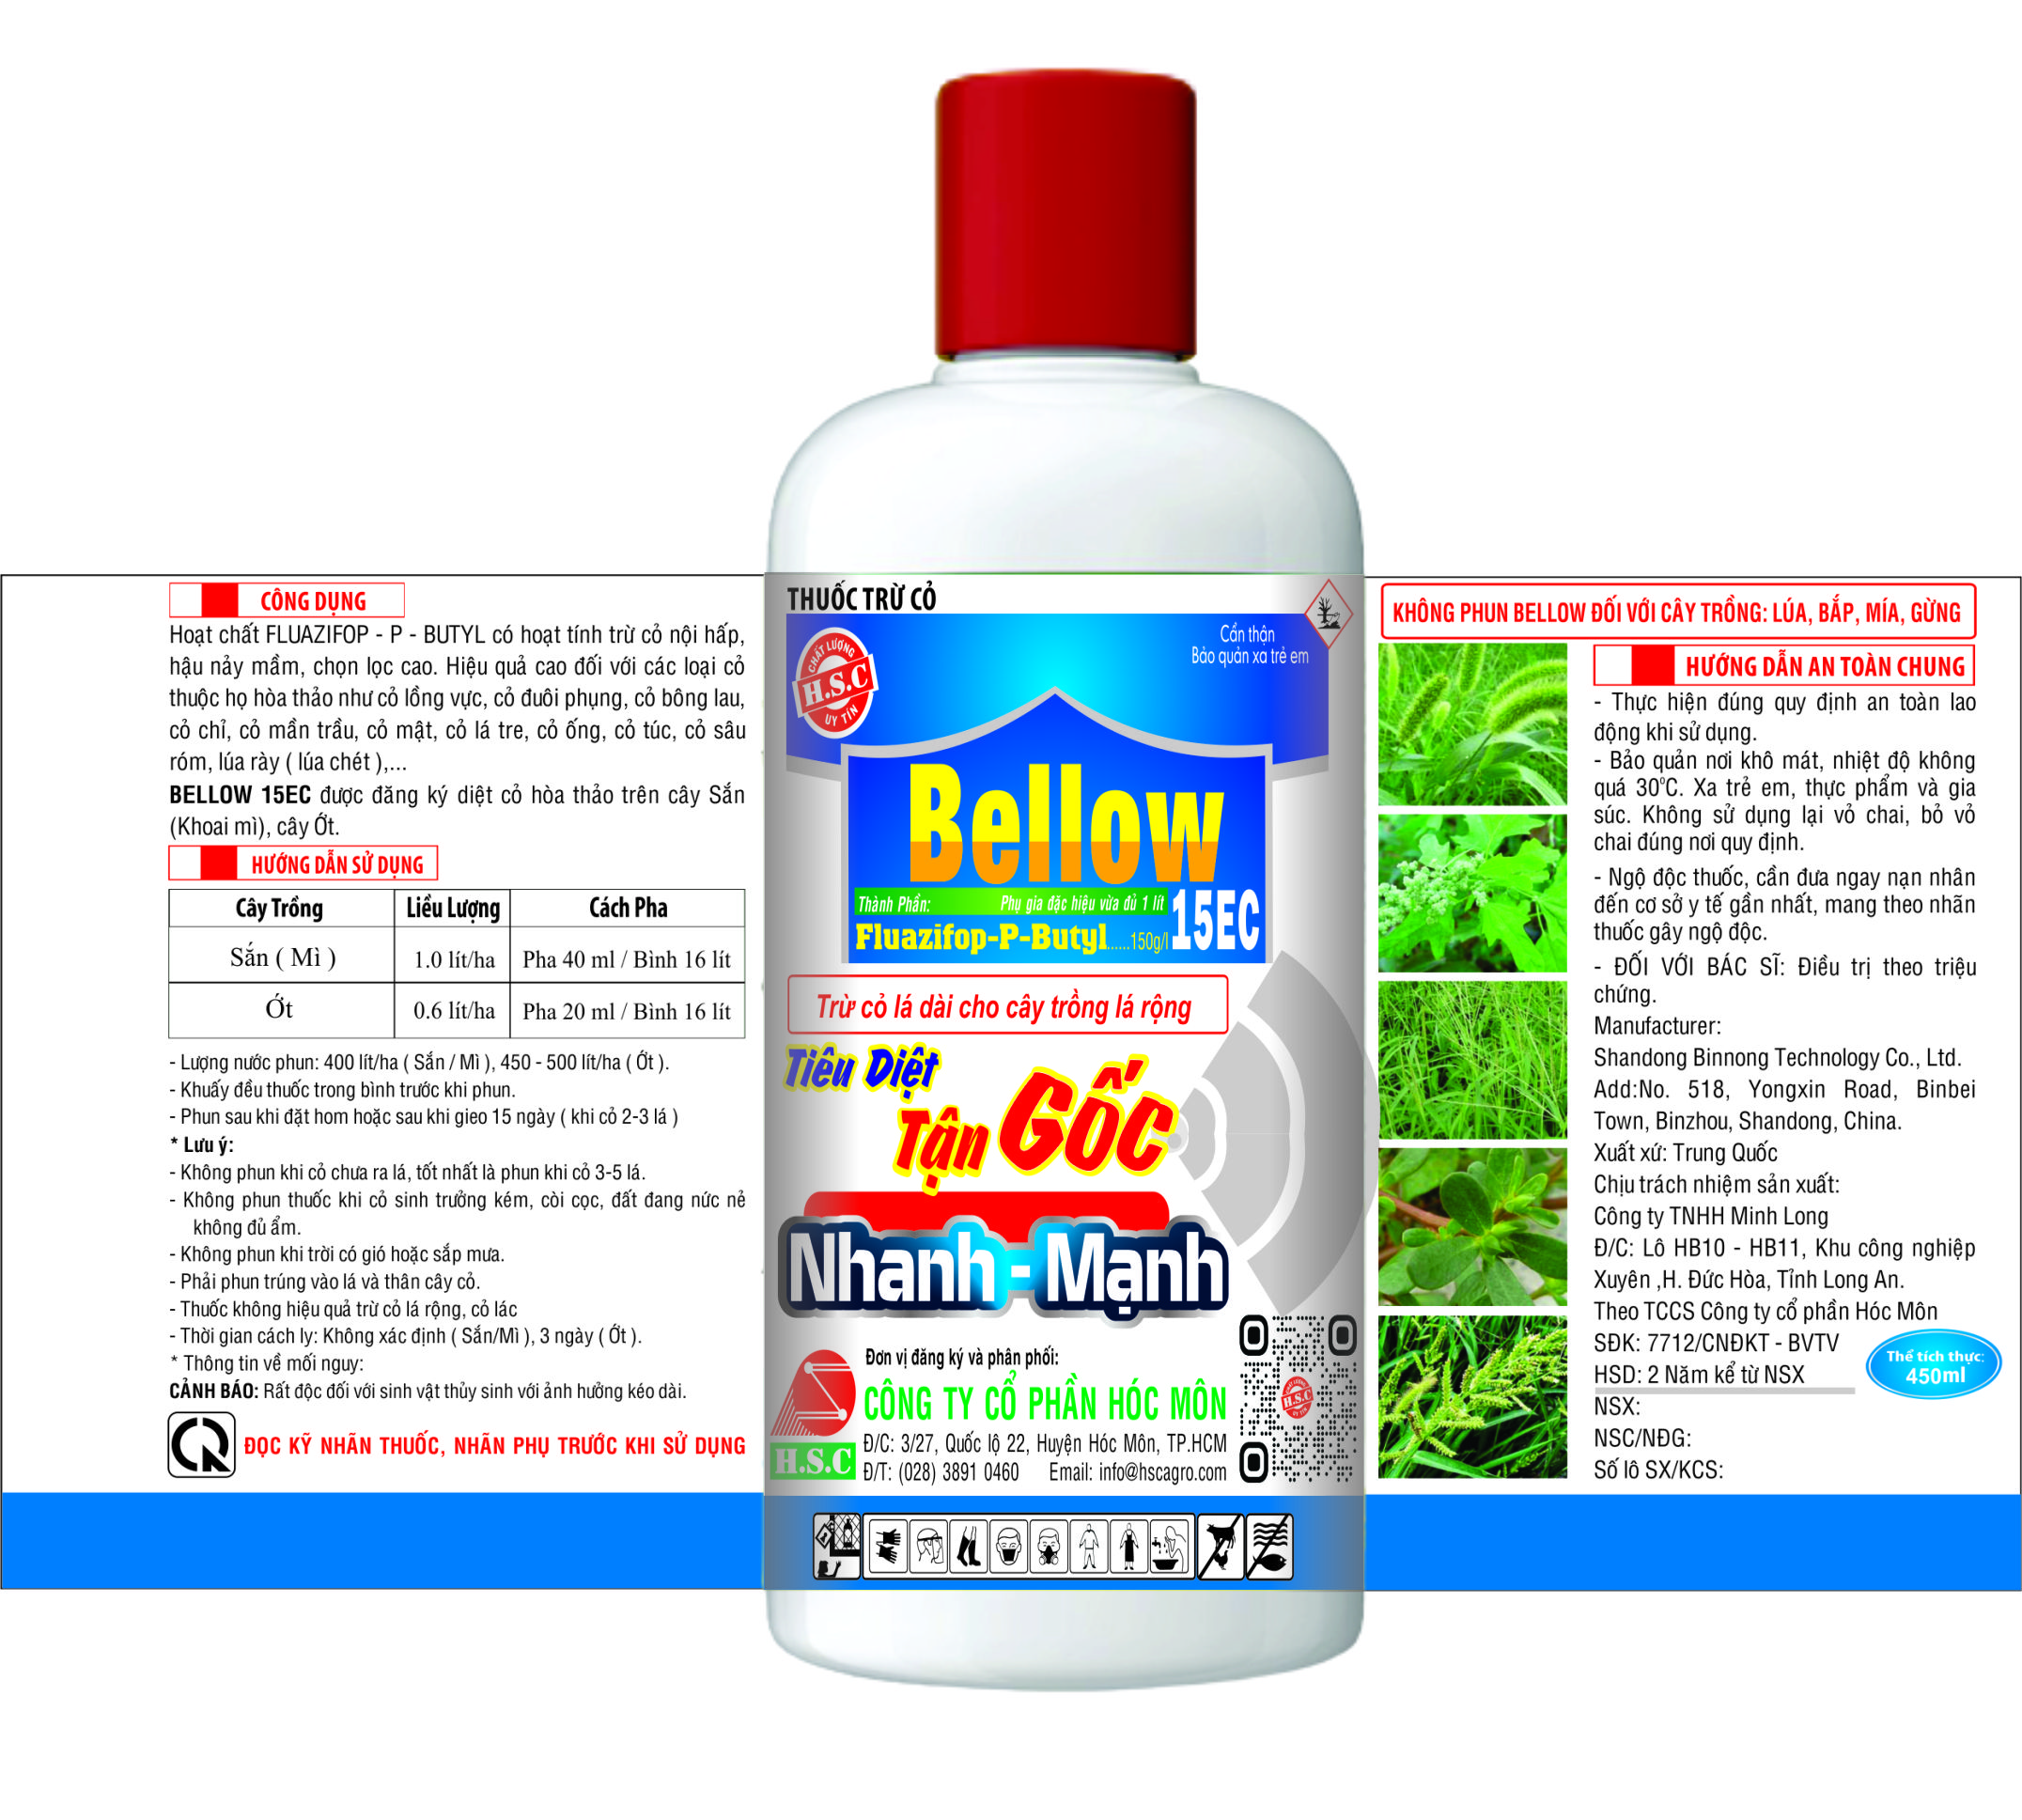 CÔNG DỤNG
Hoạt chất FLUAZIFOP - P - BUTYL có hoạt tính trừ cỏ nội hấp,
hậu nảy mầm, chọn lọc cao. Hiệu quả cao đối với các loại cỏ
thuộc họ hòa thảo như cỏ lồng vực, cỏ đuôi phụng, cỏ bông lau,
cỏ chỉ, cỏ mần trầu, cỏ mật, cỏ lá tre, cỏ ống, cỏ túc, cỏ sâu
róm, lúa rày ( lúa chét ),...
BELLOW 15EC được đăng ký diệt cỏ hòa thảo trên cây Sắn
(Khoai mì), cây Ớt.
HƯỚNG DẪN SỬ DỤNG
Cây Trồng Liều Lượng Cách Pha
Sắn ( Mì ) 1.0 lít/ha Pha 40 ml / Bình 16 lít
Ớt 0.6 lít/ha Pha 20 ml / Bình 16 lít
- Lượng nước phun: 400 lít/ha ( Sắn / Mì ), 450 - 500 lít/ha ( Ớt ).
- Khuấy đều thuốc trong bình trước khi phun.
- Phun sau khi đặt hom hoặc sau khi gieo 15 ngày ( khi cỏ 2-3 lá )
* Lưu ý:
- Không phun khi cỏ chưa ra lá, tốt nhất là phun khi cỏ 3-5 lá.
- Không phun thuốc khi cỏ sinh trưởng kém, còi cọc, đất đang nức nẻ
không đủ ẩm.
- Không phun khi trời có gió hoặc sắp mưa.
- Phải phun trúng vào lá và thân cây cỏ.
- Thuốc không hiệu quả trừ cỏ lá rộng, cỏ lác
- Thời gian cách ly: Không xác định ( Sắn/Mì ), 3 ngày ( Ớt ).
* Thông tin về mối nguy:
CẢNH BÁO: Rất độc đối với sinh vật thủy sinh với ảnh hưởng kéo dài.
ĐỌC KỸ NHÃN THUỐC, NHÃN PHỤ TRƯỚC KHI SỬ DỤNG
THUỐC TRỪ CỎ
CHẤT LƯỢNG
H.S.C
UY TÍN
Cẩn thận
Bảo quản xa trẻ em
Bellow
15EC
Thành Phần: Phụ gia đặc hiệu vừa đủ 1 lít
Fluazifop-P-Butyl......150g/l
Trừ cỏ lá dài cho cây trồng lá rộng
Tiêu Diệt
Tận Gốc
Nhanh - Mạnh
Đơn vị đăng ký và phân phối:
CÔNG TY CỔ PHẦN HÓC MÔN
Đ/C: 3/27, Quốc lộ 22, Huyện Hóc Môn, TP.HCM
Đ/T: (028) 3891 0460 Email: info@hscagro.com
H.S.C
H.S.C
KHÔNG PHUN BELLOW ĐỐI VỚI CÂY TRỒNG: LÚA, BẮP, MÍA, GỪNG
HƯỚNG DẪN AN TOÀN CHUNG
- Thực hiện đúng quy định an toàn lao
động khi sử dụng.
- Bảo quản nơi khô mát, nhiệt độ không
quá 30°C. Xa trẻ em, thực phẩm và gia
súc. Không sử dụng lại vỏ chai, bỏ vỏ
chai đúng nơi quy định.
- Ngộ độc thuốc, cần đưa ngay nạn nhân
đến cơ sở y tế gần nhất, mang theo nhãn
thuốc gây ngộ độc.
- ĐỐI VỚI BÁC SĨ: Điều trị theo triệu
chứng.
Manufacturer:
Shandong Binnong Technology Co., Ltd.
Add:No. 518, Yongxin Road, Binbei
Town, Binzhou, Shandong, China.
Xuất xứ: Trung Quốc
Chịu trách nhiệm sản xuất:
Công ty TNHH Minh Long
Đ/C: Lô HB10 - HB11, Khu công nghiệp
Xuyên ,H. Đức Hòa, Tỉnh Long An.
Theo TCCS Công ty cổ phần Hóc Môn
SĐK: 7712/CNĐKT - BVTV
HSD: 2 Năm kể từ NSX
NSX:
NSC/NĐG:
Số lô SX/KCS:
Thể tích thực:
450ml